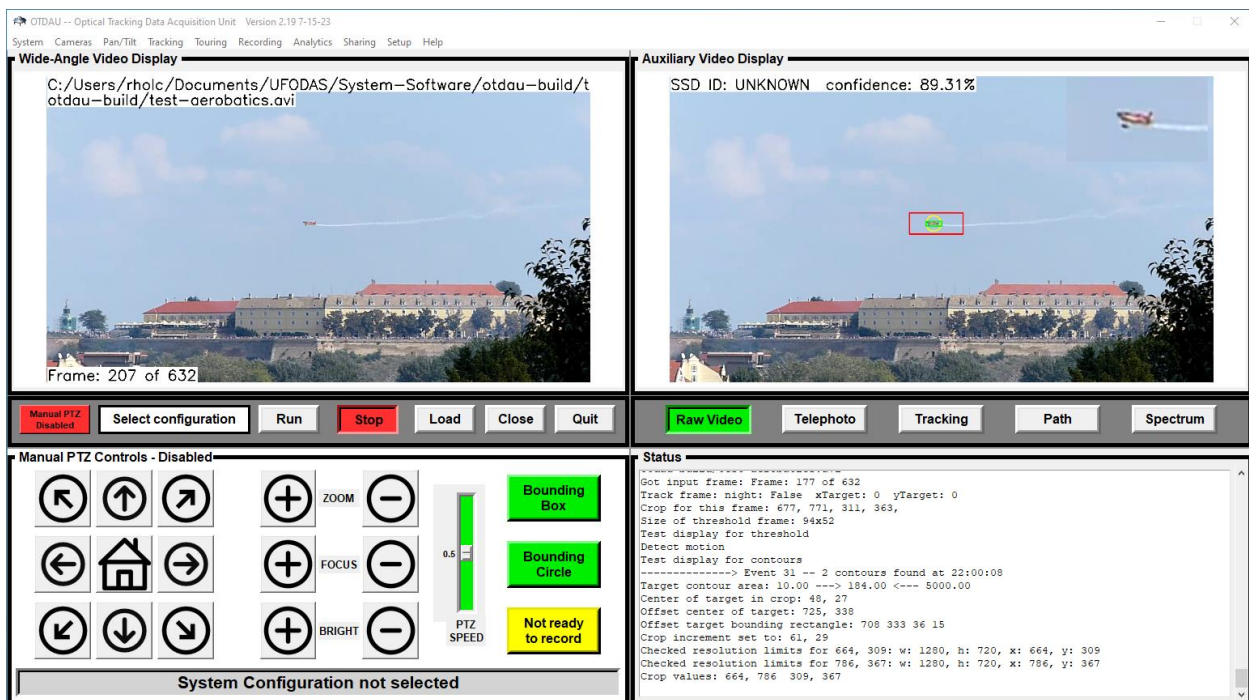 OTDAU -- Optical Tracking Data Acquisition Unit Version 2.19 7-15-23
System Cameras Pan/Tilt Tracking Touring Recording Analytics Sharing Setup Help
Wide-Angle Video Display
C:/Users/rholc/Documents/UFODAS/System-Software/otdau-build/t
otdau-build/test-aerobatics.avi
Frame: 207 of 632
Auxiliary Video Display
SSD ID: UNKNOWN confidence: 89.31%
Manual PTZ
Disabled
Select configuration
Run
Stop
Load
Close
Quit
Raw Video
Telephoto
Tracking
Path
Spectrum
Manual PTZ Controls - Disabled
ZOOM
FOCUS
BRIGHT
0.5
PTZ
SPEED
Bounding
Box
Bounding
Circle
Not ready
to record
System Configuration not selected
Status
Got input frame: Frame: 177 of 632
Track frame: night: False xTarget: 0 yTarget: 0
Crop for this frame: 677, 771, 311, 363,
Size of threshold frame: 94x52
Test display for threshold
Detect motion
Test display for contours
--------------> Event 31 -- 2 contours found at 22:00:08
Target contour area: 10.00 ---> 184.00 <--- 5000.00
Center of target in crop: 48, 27
Offset center of target: 725, 338
Offset target bounding rectangle: 708 333 36 15
Crop increment set to: 61, 29
Checked resolution limits for 664, 309: w: 1280, h: 720, x: 664, y: 309
Checked resolution limits for 786, 367: w: 1280, h: 720, x: 786, y: 367
Crop values: 664, 786 309, 367